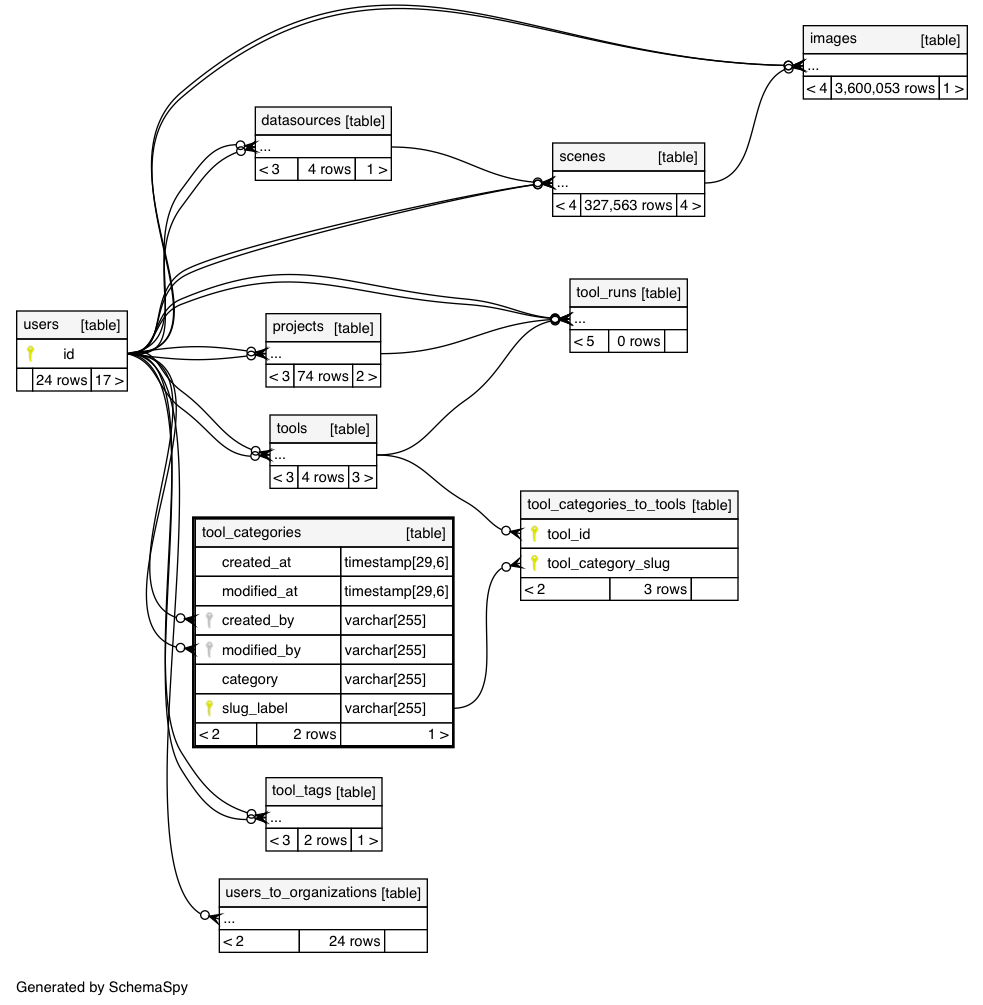 images [table]
...
< 4 3,600,053 rows 1 >
datasources [table]
...
< 3 4 rows 1 >
scenes [table]
...
< 4 327,563 rows 4 >
tool_runs [table]
...
< 5 0 rows
users [table]
id
24 rows 17 >
projects [table]
...
< 3 74 rows 2 >
tools [table]
...
< 3 4 rows 3 >
tool_categories_to_tools [table]
tool_id
tool_category_slug
< 2 3 rows
tool_categories [table]
created_at timestamp[29,6]
modified_at timestamp[29,6]
created_by varchar[255]
modified_by varchar[255]
category varchar[255]
slug_label varchar[255]
< 2 2 rows 1 >
tool_tags [table]
...
< 3 2 rows 1 >
users_to_organizations [table]
...
< 2 24 rows
Generated by SchemaSpy